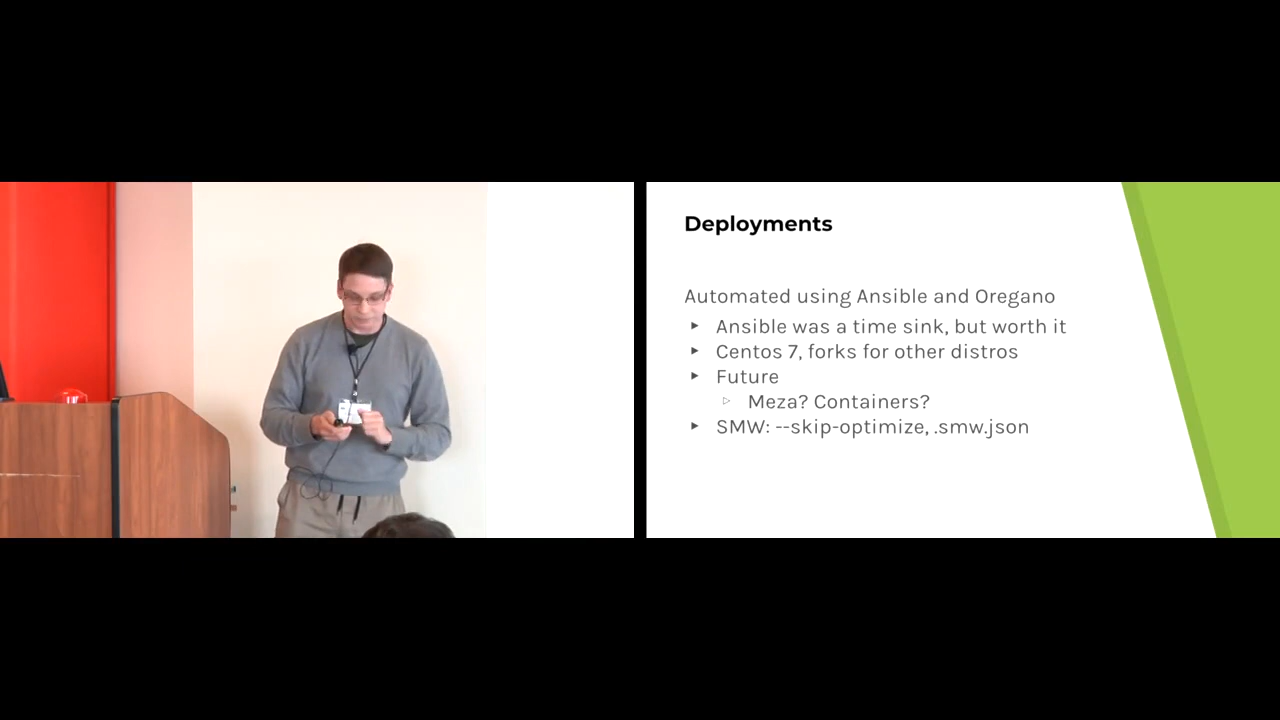 Deployments
Automated using Ansible and Oregano
Ansible was a time sink, but worth it
Centos 7, forks for other distros
Future
Meza? Containers?
SMW: --skip-optimize, .smw.json